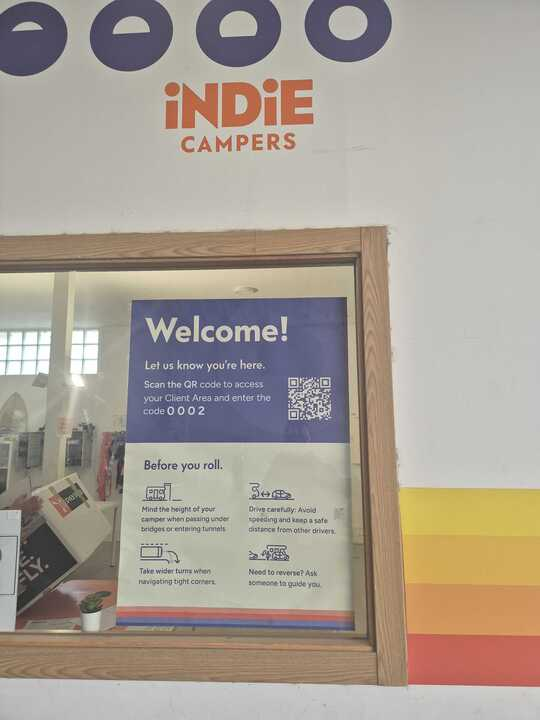 iNDiE
CAMPERS
Welcome!
Let us know you're here.
Scan the QR code to access
your Client Area and enter the
code 0002
Before you roll.
Mind the height of your
camper when passing under
bridges or entering tunnels.
Drive carefully: Avoid
speeding and keep a safe
distance from other drivers.
Take wider turns when
navigating tight corners.
Need to reverse? Ask
someone to guide you.